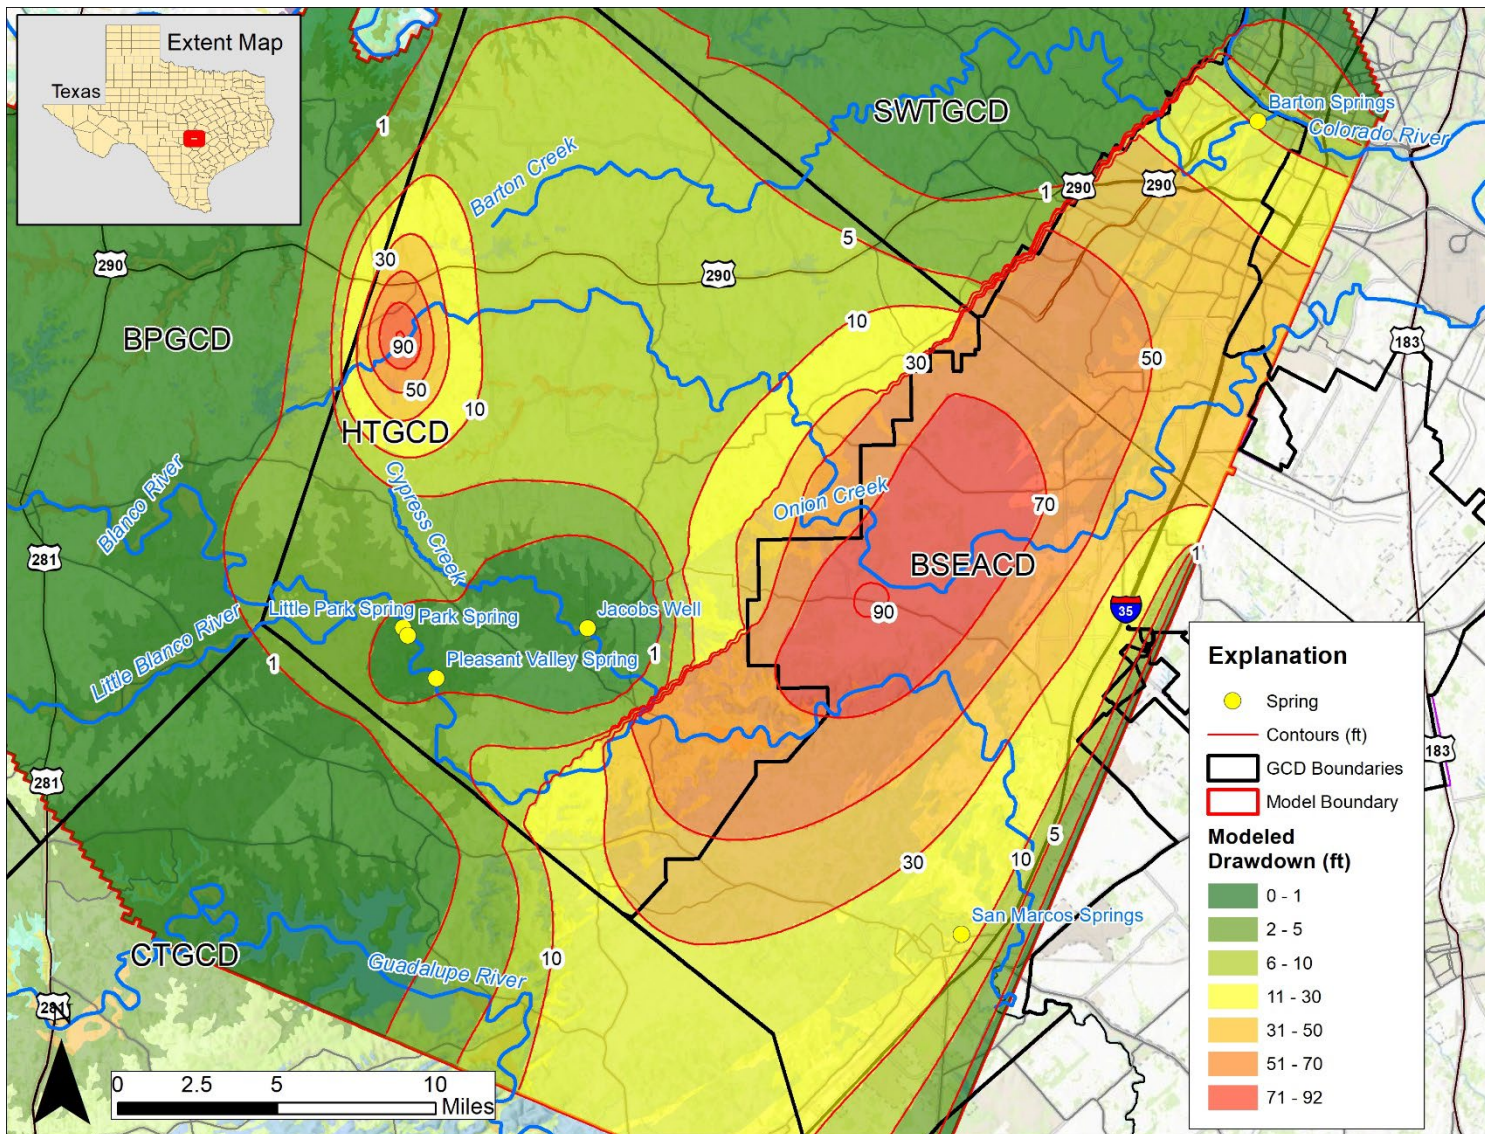 Extent Map
Texas
SWTGCD
Barton Springs
Colorado River
1
290
290
1
Barton Creek
5
290
30
290
BPGCD
10
183
90
30
50
50
10
HTGCD
Blanco River
Cypress Creek
Onion Creek
70
281
1
BSEACD
Little Park Spring
Park Spring
Jacobs Well
90
35
Little Blanco River
Pleasant Valley Spring
1
1
281
183
5
10
30
San Marcos Springs
CTGCD
Guadalupe River
10
281
0
2.5
5
10
Miles
Explanation
Spring
Contours (ft)
GCD Boundaries
Model Boundary
Modeled
Drawdown (ft)
0 - 1
2 - 5
6 - 10
11 - 30
31 - 50
51 - 70
71 - 92